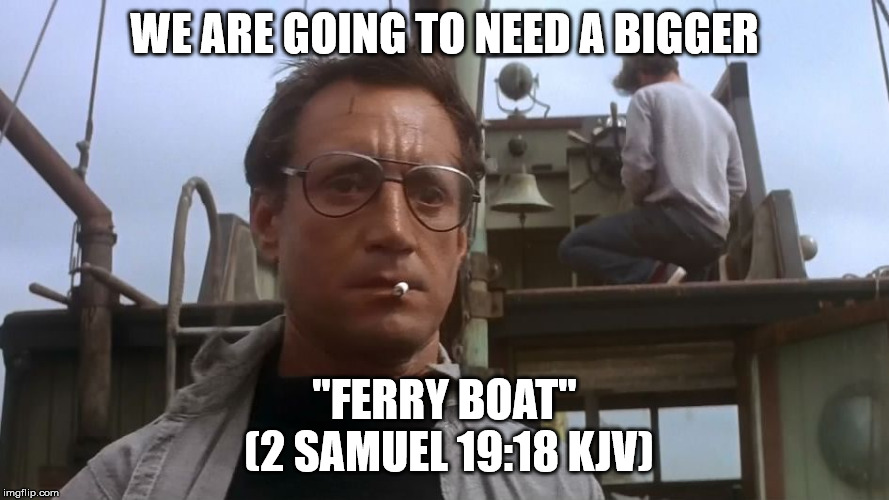 WE ARE GOING TO NEED A BIGGER
"FERRY BOAT"
(2 SAMUEL 19:18 KJV)
imgflip.com